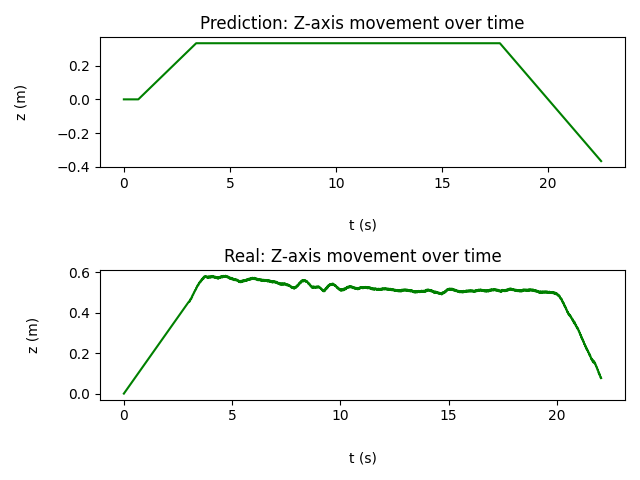 Prediction: Z-axis movement over time
z (m)
0.2
0.0
−0.2
−0.4
0 5 10 15 20
t (s)
Real: Z-axis movement over time
z (m)
0.6
0.4
0.2
0.0
0 5 10 15 20
t (s)